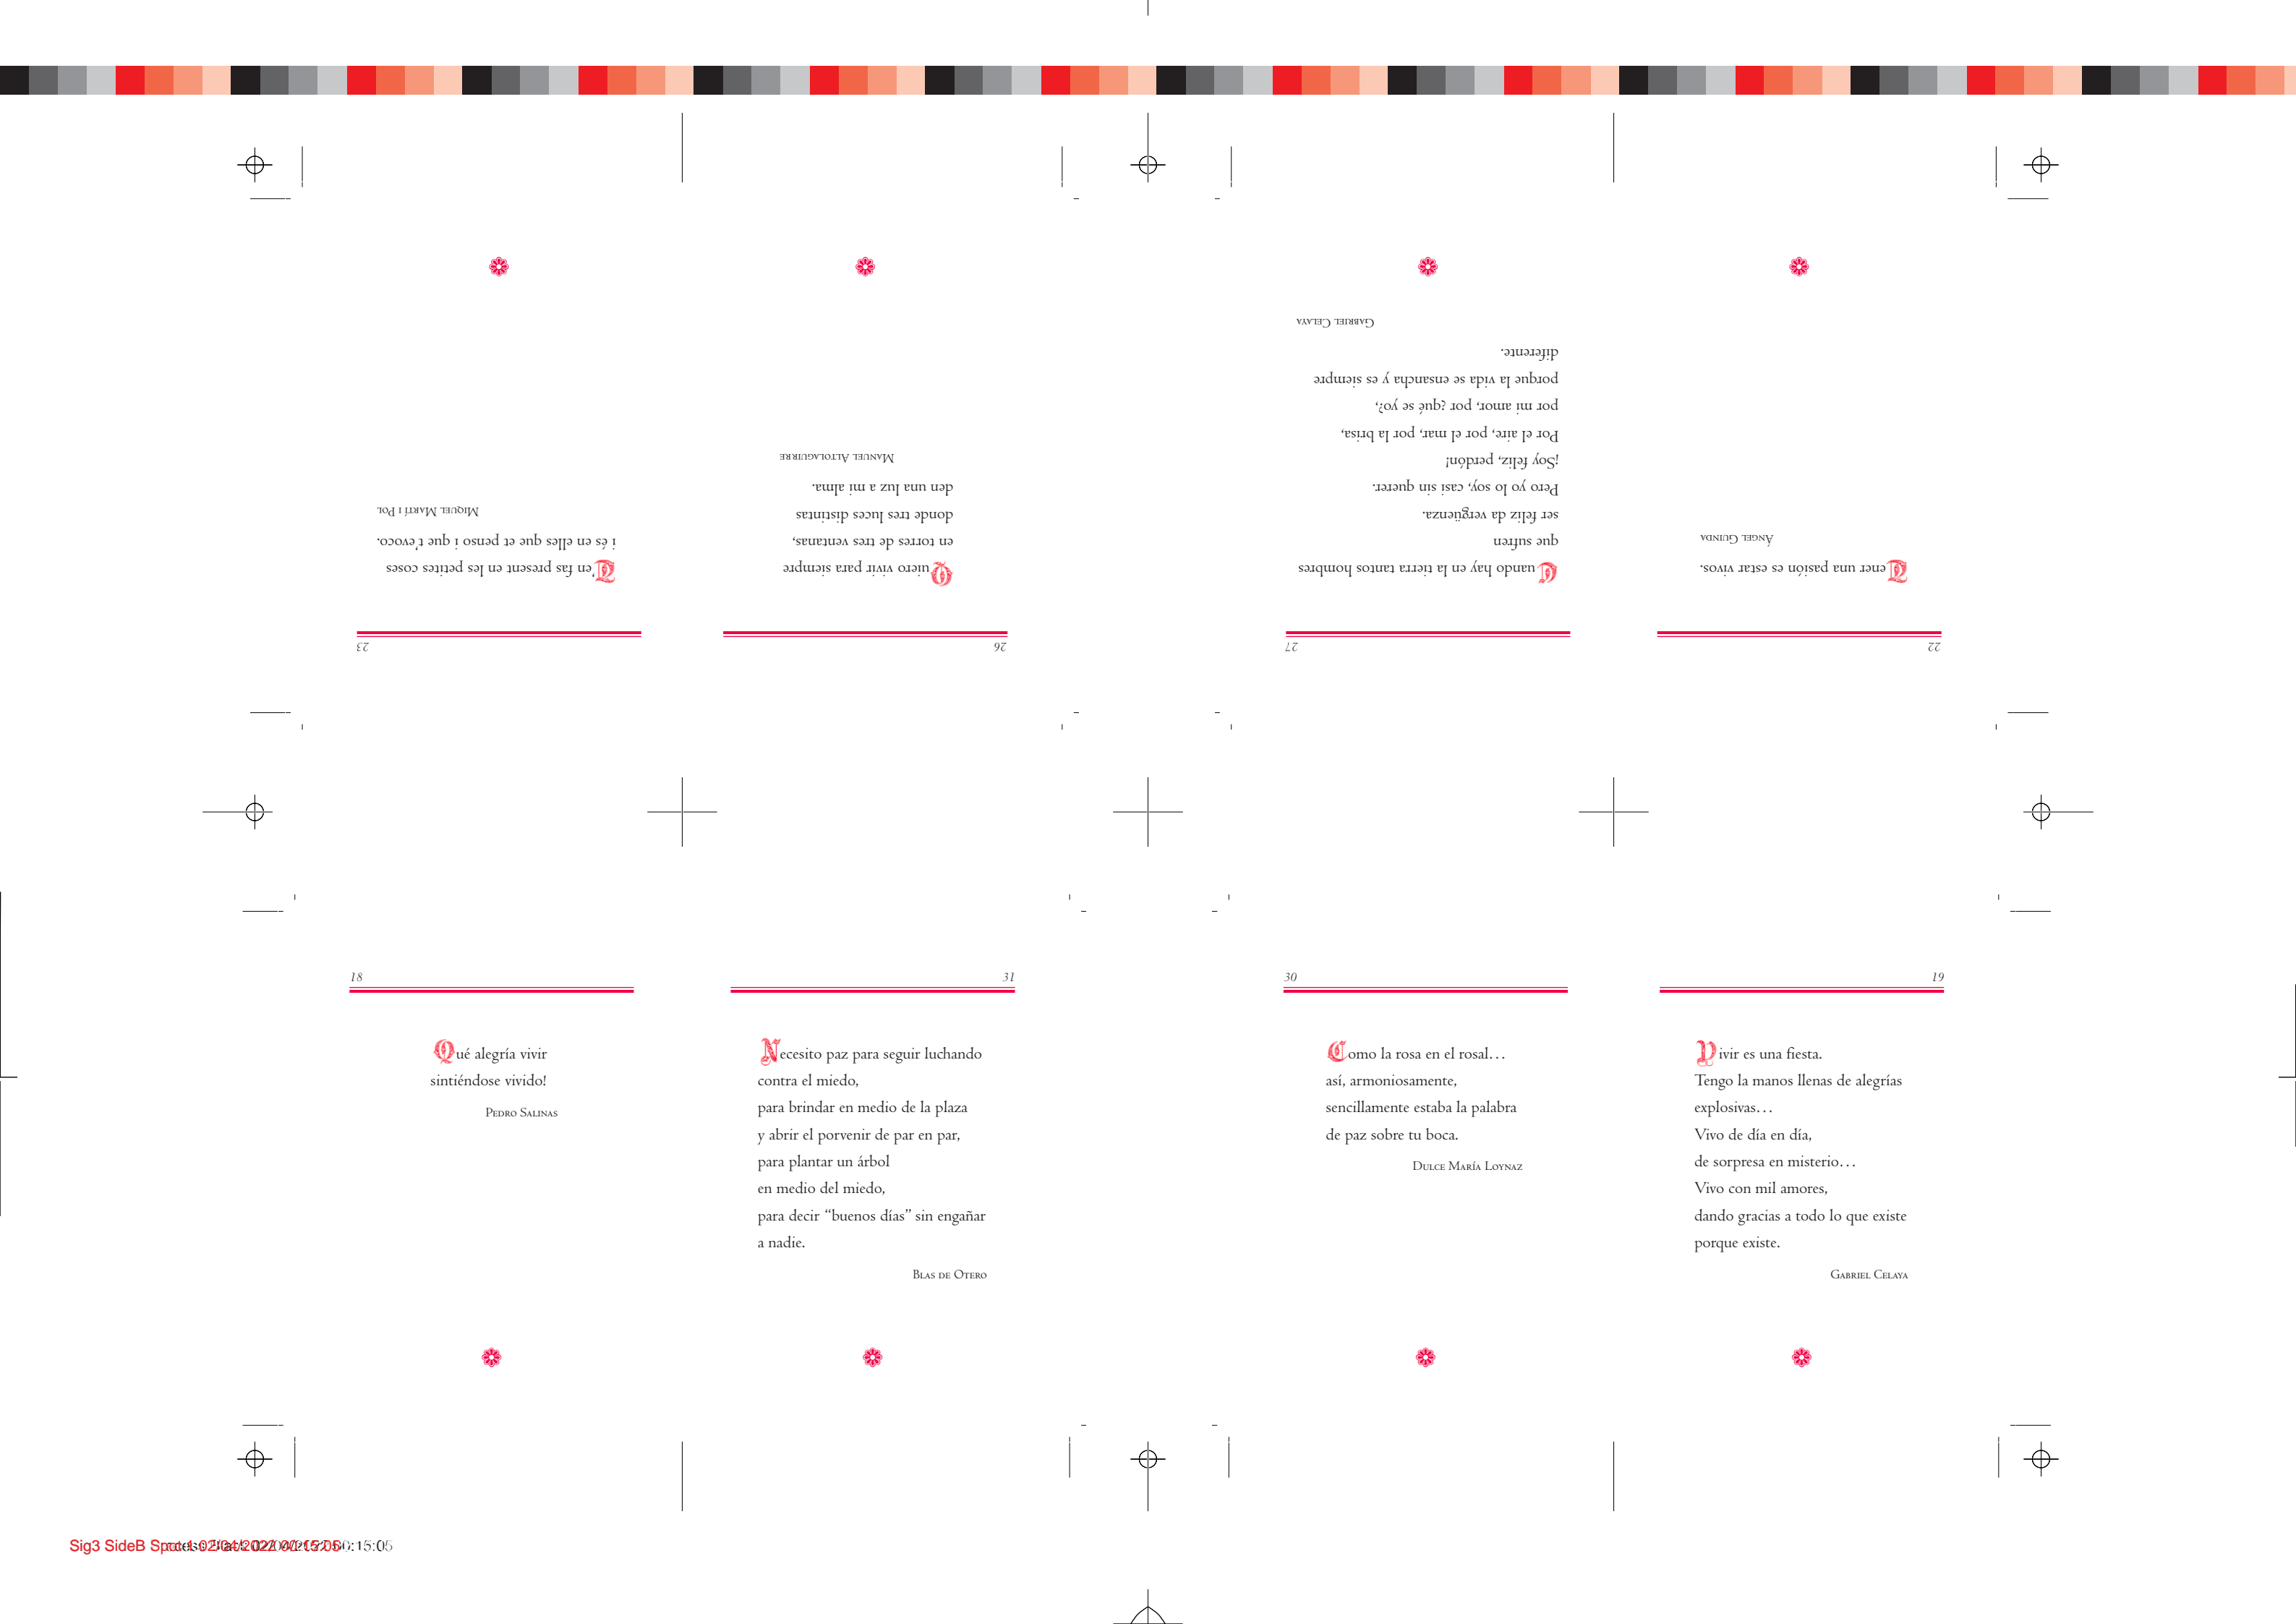 23
T'en fas present en les petites coses
i és en elles que et penso i que t'evoco.
Miquel Martí i Pol
26
Quiero vivir para siempre
en torres de tres ventanas,
donde tres luces distintas
den una luz a mi alma.
Manuel Altolaguirre
27
Cuando hay en la tierra tantos hombres
que sufren
ser feliz da vergüenza.
Pero yo lo soy, casi sin querer.
¡Soy feliz, perdón!
Por el aire, por el mar, por la brisa,
por mi amor, por ¿qué se yo?,
porque la vida se ensancha y es siempre
diferente.
Gabriel Celaya
22
Tener una pasión es estar vivos.
Ángel Guinda
18
Qué alegría vivir
sintiéndose vivido!
Pedro Salinas
31
Necesito paz para seguir luchando
contra el miedo,
para brindar en medio de la plaza
y abrir el porvenir de par en par,
para plantar un árbol
en medio del miedo,
para decir “buenos días” sin engañar
a nadie.
Blas de Otero
30
Como la rosa en el rosal…
así, armoniosamente,
sencillamente estaba la palabra
de paz sobre tu boca.
Dulce María Loynaz
19
Vivir es una fiesta.
Tengo la manos llenas de alegrías
explosivas…
Vivo de día en día,
de sorpresa en misterio…
Vivo con mil amores,
dando gracias a todo lo que existe
porque existe.
Gabriel Celaya
Sig3 SideB